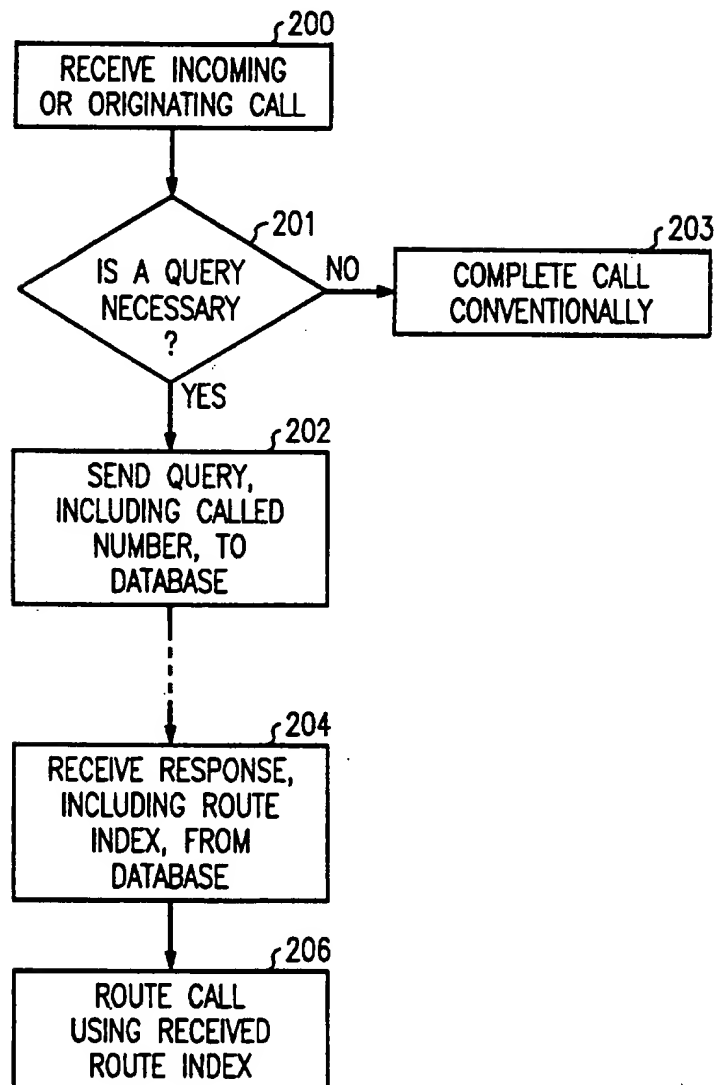 200
RECEIVE INCOMING
OR ORIGINATING CALL
201
IS A QUERY
NECESSARY
?
NO
203
COMPLETE CALL
CONVENTIONALLY
YES
202
SEND QUERY,
INCLUDING CALLED
NUMBER, TO
DATABASE
204
RECEIVE RESPONSE,
INCLUDING ROUTE
INDEX, FROM
DATABASE
206
ROUTE CALL
USING RECEIVED
ROUTE INDEX